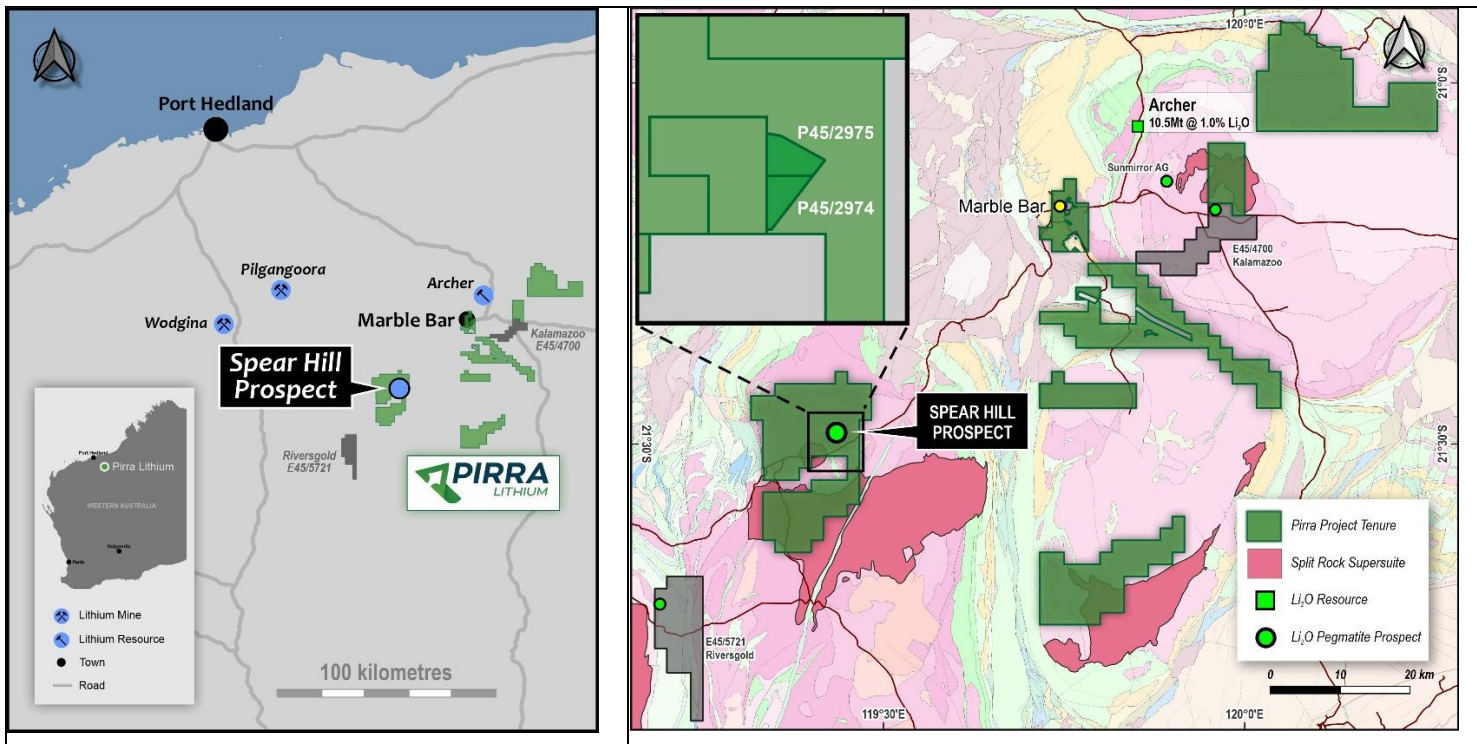 Port Hedland
Pilgangoora
Wodgina
Archer
Marble Bar
Kalamazoo
E45/4700
Spear Hill
Prospect
Riversgold
E45/5721
PIRRA
LITHIUM
Port Hedland
Pirra Lithium
WESTERN AUSTRALIA
Kalgoorlie
Perth
Lithium Mine
Lithium Resource
Town
Road
100 kilometres
120°0'E
21°0'S
P45/2975
P45/2974
Archer
10.5Mt @ 1.0% Li₂O
Sunmirror AG
Marble Bar
E45/4700
Kalamazoo
SPEAR HILL
PROSPECT
21°30'S
21°30'S
Pirra Project Tenure
Split Rock Supersuite
Li₂O Resource
Li₂O Pegmatite Prospect
0 10 20 km
E45/5721
Riversgold
119°30'E
120°0'E